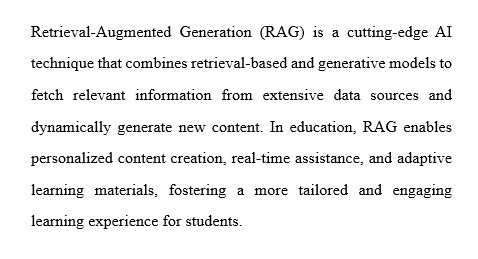 Retrieval-Augmented Generation (RAG) is a cutting-edge AI
technique that combines retrieval-based and generative models to
fetch relevant information from extensive data sources and
dynamically generate new content. In education, RAG enables
personalized content creation, real-time assistance, and adaptive
learning materials, fostering a more tailored and engaging
learning experience for students.